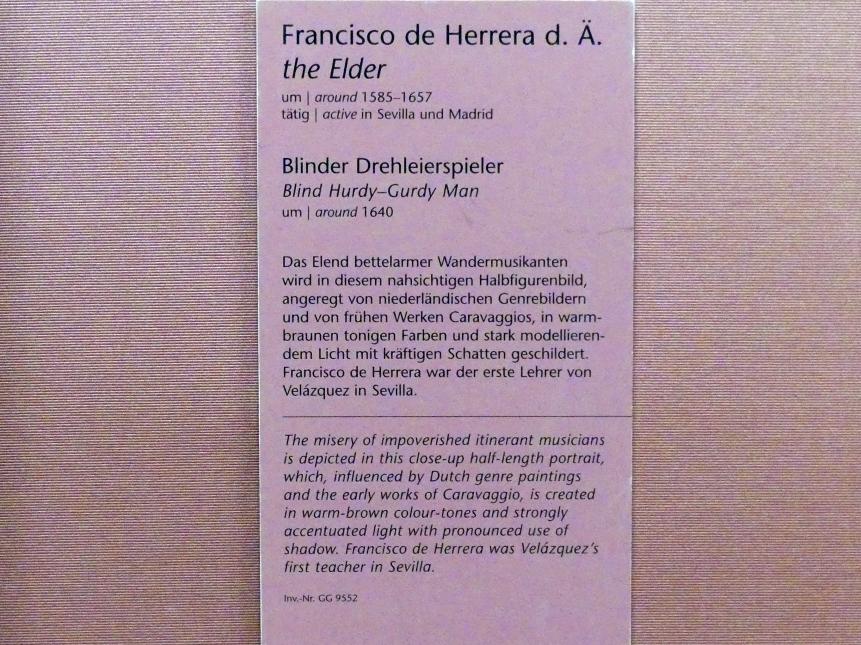 Francisco de Herrera d. Ä.
the Elder
um | around 1585–1657
tätig | active in Sevilla und Madrid
Blinder Drehleierspieler
Blind Hurdy–Gurdy Man
um | around 1640
Das Elend bettelarmer Wandermusikanten
wird in diesem nahsichtigen Halbfigurenbild,
angeregt von niederländischen Genrebildern
und von frühen Werken Caravaggios, in warm-
braunen tonigen Farben und stark modellieren-
dem Licht mit kräftigen Schatten geschildert.
Francisco de Herrera war der erste Lehrer von
Velázquez in Sevilla.
The misery of impoverished itinerant musicians
is depicted in this close-up half-length portrait,
which, influenced by Dutch genre paintings
and the early works of Caravaggio, is created
in warm-brown colour-tones and strongly
accentuated light with pronounced use of
shadow. Francisco de Herrera was Velázquez's
first teacher in Sevilla.
Inv.-Nr. GG 9552